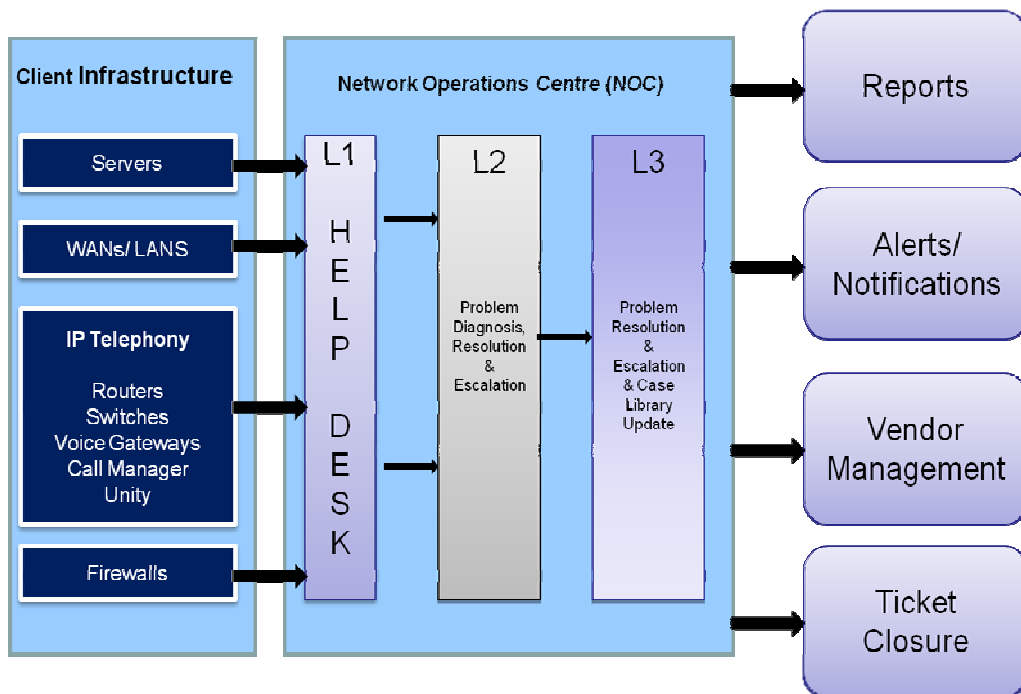 Client Infrastructure
Servers
WANs/ LANS
IP Telephony
Routers
Switches
Voice Gateways
Call Manager
Unity
Firewalls
Network Operations Centre (NOC)
L1
H
E
L
P
D
E
S
K
L2
Problem
Diagnosis,
Resolution
&
Escalation
L3
Problem
Resolution
&
Escalation
& Case
Library
Update
Reports
Alerts/
Notifications
Vendor
Management
Ticket
Closure